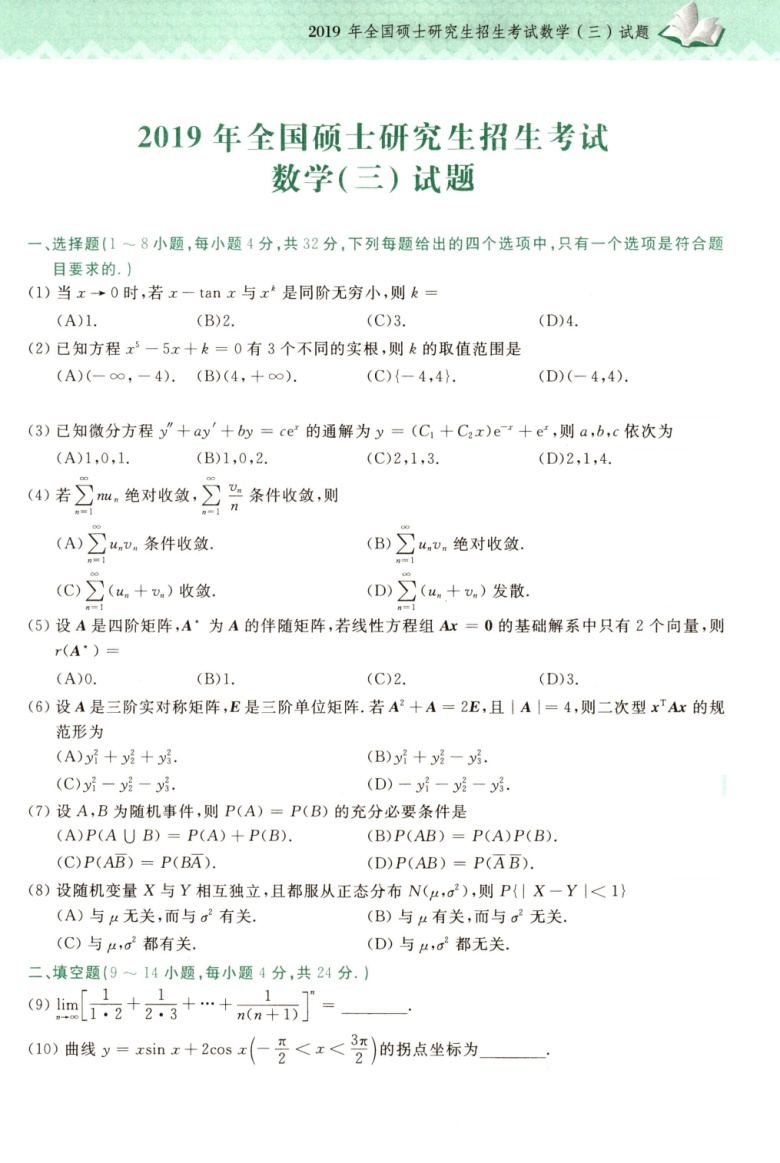 2019 年全国硕士研究生招生考试数学(三)试题
2019 年全国硕士研究生招生考试
数学(三)试题
一、选择题(1 ~ 8 小题,每小题 4 分,共 32 分,下列每题给出的四个选项中,只有一个选项是符合题
目要求的.)
(1) 当 x → 0 时,若 x − tan x 与 x^k 是同阶无穷小,则 k =
(A)1. (B)2. (C)3. (D)4.
(2) 已知方程 x⁵ − 5x + k = 0 有 3 个不同的实根,则 k 的取值范围是
(A)(−∞,−4). (B)(4,+∞). (C){−4,4}. (D)(−4,4).
(3) 已知微分方程 y″ + ay′ + by = ce^x 的通解为 y = (C₁ + C₂x)e^{−x} + e^x,则 a,b,c 依次为
(A)1,0,1. (B)1,0,2. (C)2,1,3. (D)2,1,4.
(4) 若 ∑_{n=1}^{∞} nu_n 绝对收敛,∑_{n=1}^{∞} v_n/n 条件收敛,则
(A) ∑_{n=1}^{∞} u_n v_n 条件收敛. (B) ∑_{n=1}^{∞} u_n v_n 绝对收敛.
(C) ∑_{n=1}^{∞} (u_n + v_n) 收敛. (D) ∑_{n=1}^{∞} (u_n + v_n) 发散.
(5) 设 A 是四阶矩阵,A* 为 A 的伴随矩阵,若线性方程组 Ax = 0 的基础解系中只有 2 个向量,则
r(A*) =
(A)0. (B)1. (C)2. (D)3.
(6) 设 A 是三阶实对称矩阵,E 是三阶单位矩阵.若 A² + A = 2E,且 | A | = 4,则二次型 x^T Ax 的规
范形为
(A)y₁² + y₂² + y₃². (B)y₁² + y₂² − y₃².
(C)y₁² − y₂² − y₃². (D) − y₁² − y₂² − y₃².
(7) 设 A,B 为随机事件,则 P(A) = P(B) 的充分必要条件是
(A)P(A ∪ B) = P(A) + P(B). (B)P(AB) = P(A)P(B).
(C)P(AB̅) = P(BA̅). (D)P(AB) = P(A̅ B̅).
(8) 设随机变量 X 与 Y 相互独立,且都服从正态分布 N(μ,σ²),则 P{| X − Y | < 1}
(A) 与 μ 无关,而与 σ² 有关. (B) 与 μ 有关,而与 σ² 无关.
(C) 与 μ,σ² 都有关. (D) 与 μ,σ² 都无关.
二、填空题(9 ~ 14 小题,每小题 4 分,共 24 分.)
(9) lim_{n→∞} [1/(1·2) + 1/(2·3) + ⋯ + 1/(n(n+1))]^n = ______.
(10) 曲线 y = xsin x + 2cos x(−π/2 < x < 3π/2) 的拐点坐标为______.